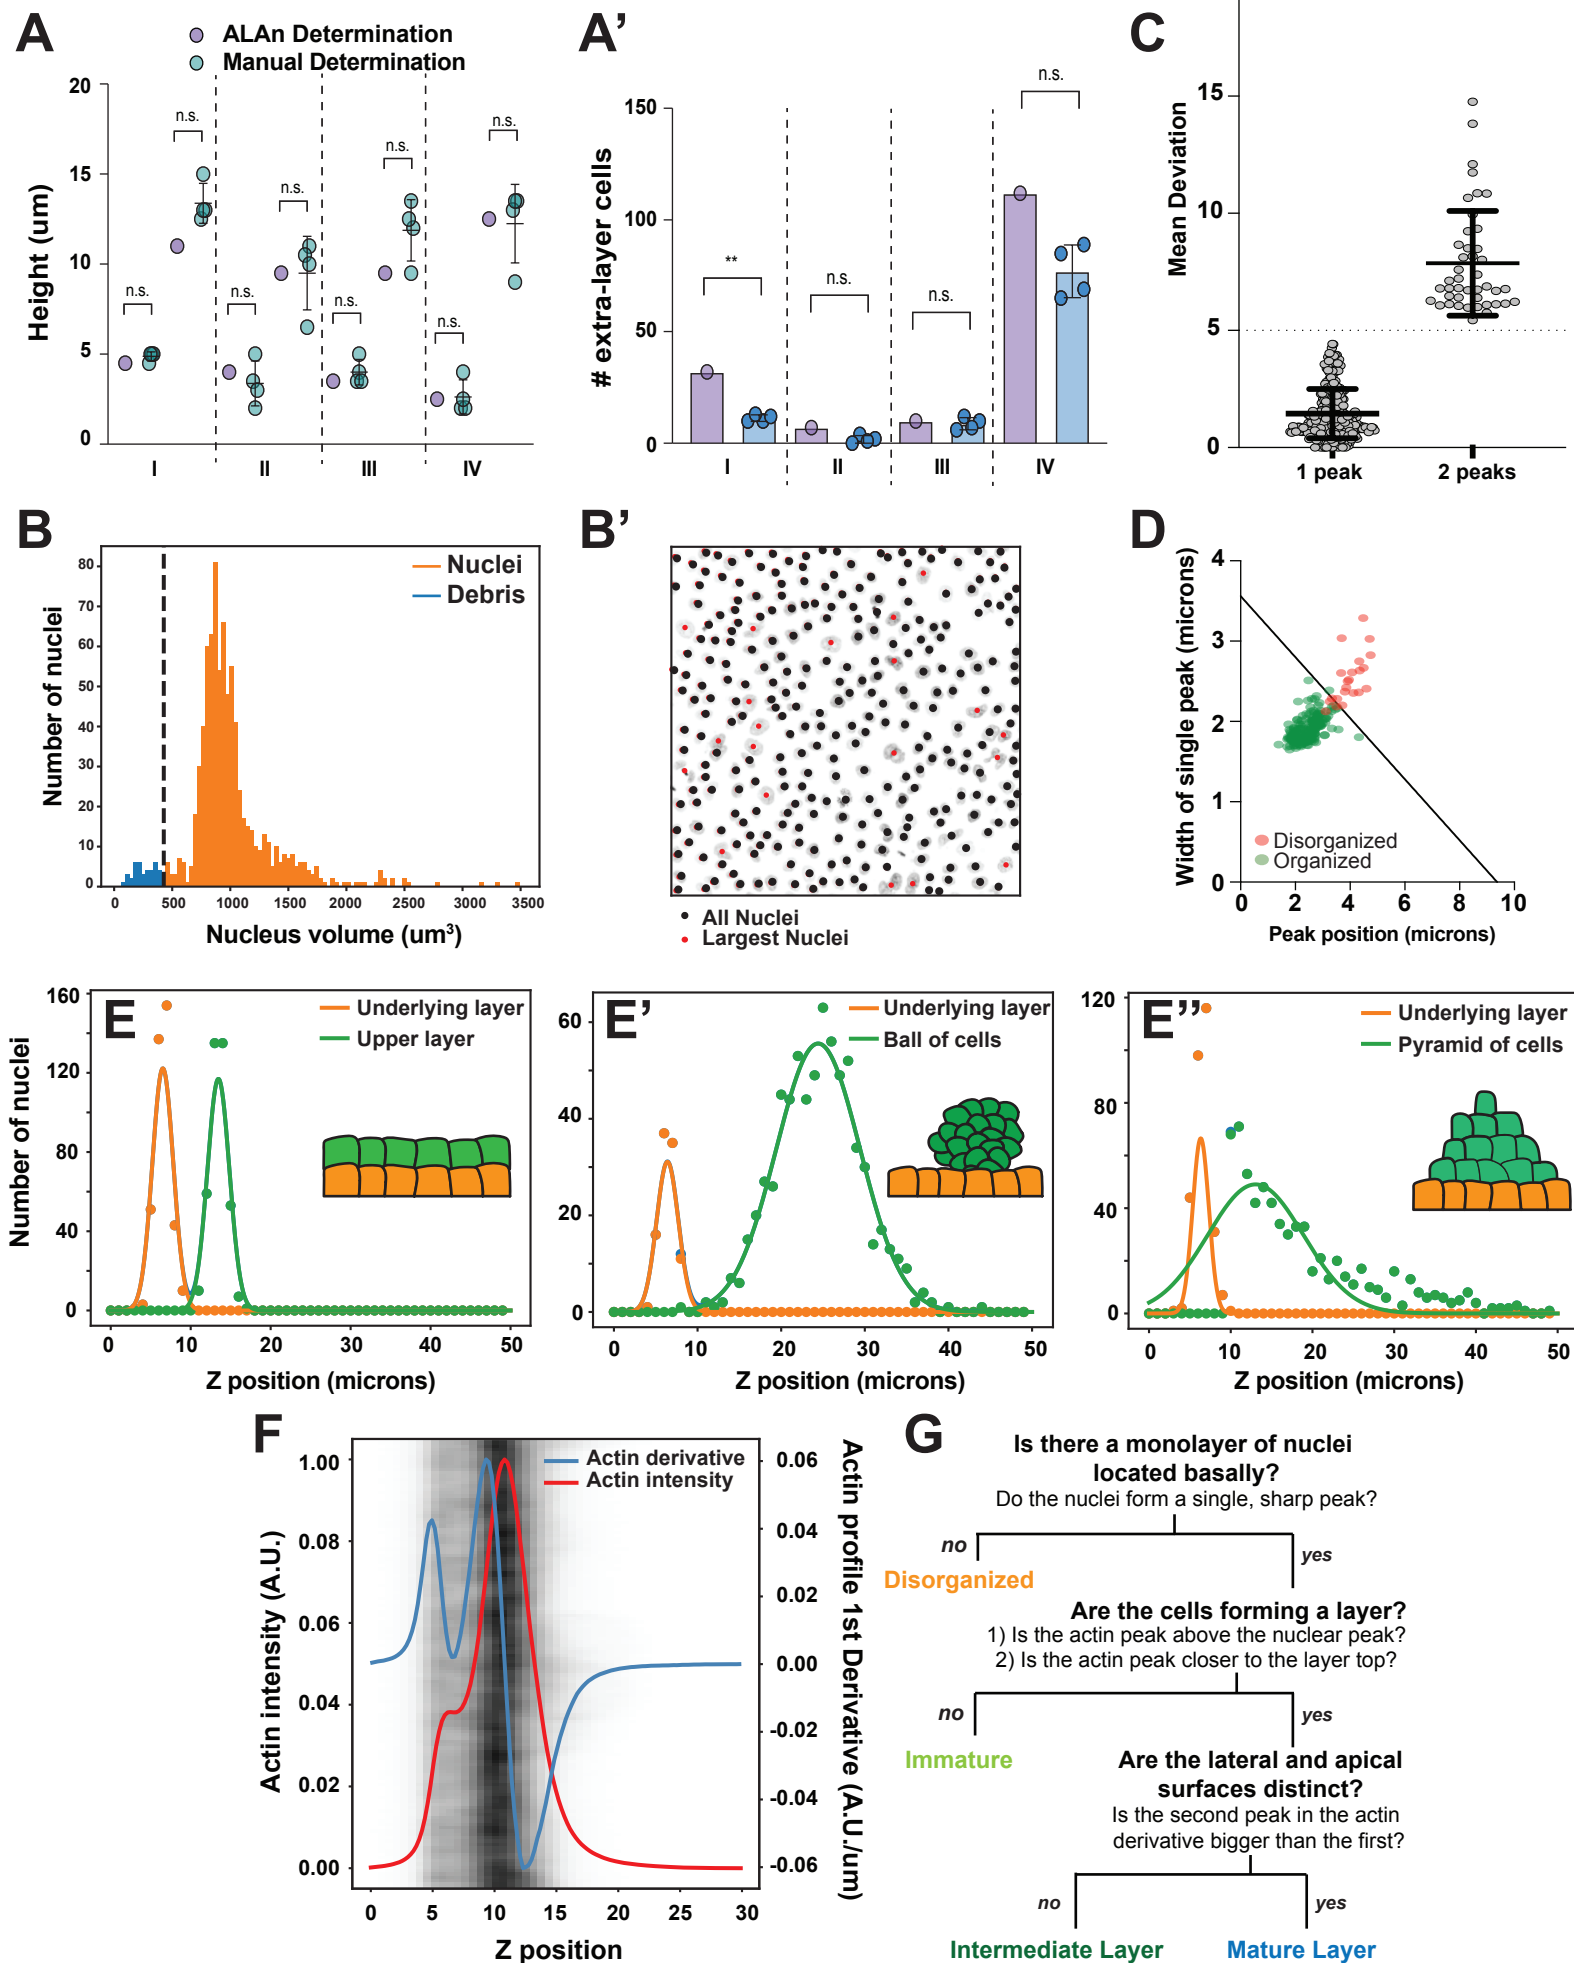 A
ALAn Determination
Manual Determination
Height (um)
20
15
10
5
0
n.s.
n.s.
n.s.
n.s.
n.s.
n.s.
n.s.
n.s.
I
II
III
IV
A'
# extra-layer cells
150
100
50
0
**
n.s.
n.s.
n.s.
I
II
III
IV
C
Mean Deviation
15
10
5
0
1 peak
2 peaks
B
Number of nuclei
80
70
60
50
40
30
20
10
0
Nuclei
Debris
0
500
1000
1500
2000
2500
3000
3500
Nucleus volume (um³)
B'
All Nuclei
Largest Nuclei
D
Width of single peak (microns)
4
3
2
1
0
Disorganized
Organized
0
2
4
6
8
10
Peak position (microns)
E
Number of nuclei
160
120
80
40
0
Underlying layer
Upper layer
0
10
20
30
40
50
Z position (microns)
E'
60
40
20
0
Underlying layer
Ball of cells
0
10
20
30
40
50
Z position (microns)
E"
120
80
40
0
Underlying layer
Pyramid of cells
0
10
20
30
40
50
Z position (microns)
F
Actin intensity (A.U.)
1.00
0.08
0.06
0.04
0.02
0.00
Actin derivative
Actin intensity
0.06
0.04
0.02
0.00
-0.02
-0.04
-0.06
Actin profile 1st Derivative (A.U./um)
0
5
10
15
20
25
30
Z position
G
Is there a monolayer of nuclei
located basally?
Do the nuclei form a single, sharp peak?
no
yes
Disorganized
Are the cells forming a layer?
1) Is the actin peak above the nuclear peak?
2) Is the actin peak closer to the layer top?
no
yes
Immature
Are the lateral and apical
surfaces distinct?
Is the second peak in the actin
derivative bigger than the first?
no
yes
Intermediate Layer
Mature Layer